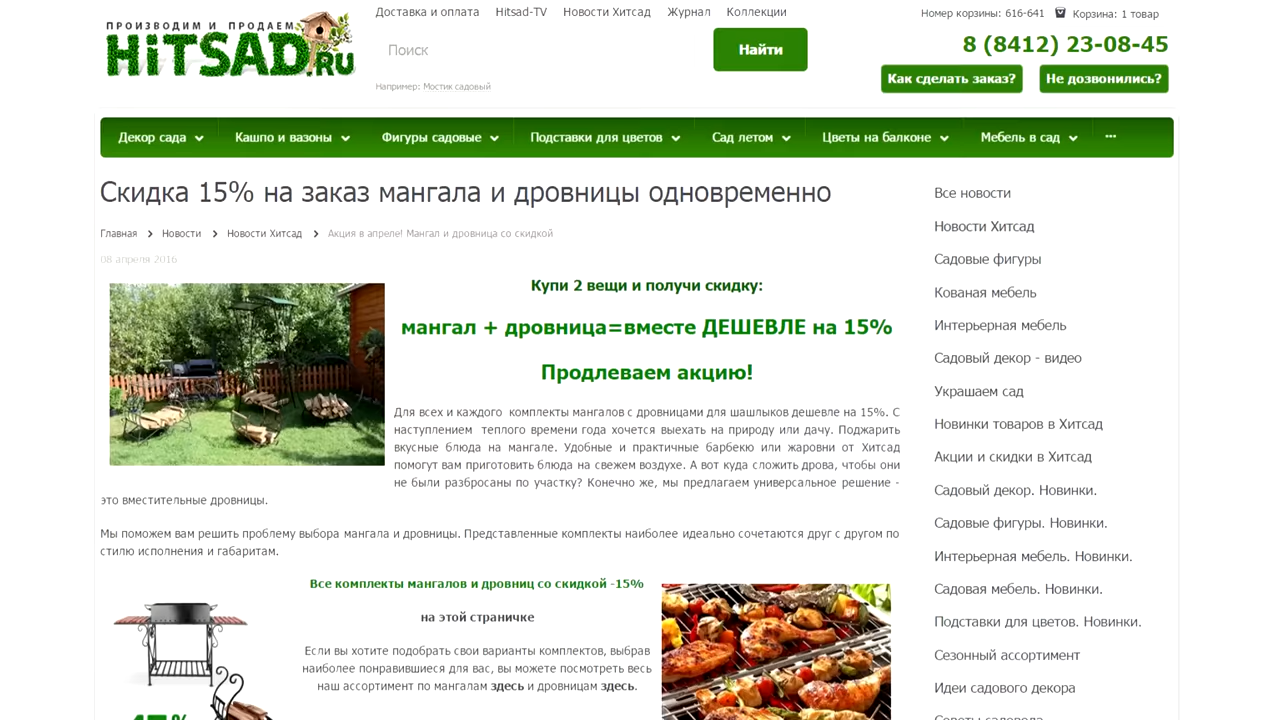 ПРОИЗВОДИМ И ПРОДАЕМ
HiTSAD.RU
Доставка и оплата Hitsad-TV Новости Хитсад Журнал Коллекции
Поиск
Найти
Например: Мостик садовый
Номер корзины: 616-641 Корзина: 1 товар
8 (8412) 23-08-45
Как сделать заказ? Не дозвонились?
Декор сада Кашпо и вазоны Фигуры садовые Подставки для цветов Сад летом Цветы на балконе Мебель в сад ...
Скидка 15% на заказ мангала и дровницы одновременно
Главная Новости Новости Хитсад Акция в апреле! Мангал и дровница со скидкой
08 апреля 2016
Купи 2 вещи и получи скидку:
мангал + дровница=вместе ДЕШЕВЛЕ на 15%
Продлеваем акцию!
Для всех и каждого комплекты мангалов с дровницами для шашлыков дешевле на 15%. С
наступлением теплого времени года хочется выехать на природу или дачу. Поджарить
вкусные блюда на мангале. Удобные и практичные барбекю или жаровни от Хитсад
помогут вам приготовить блюда на свежем воздухе. А вот куда сложить дрова, чтобы они
не были разбросаны по участку? Конечно же, мы предлагаем универсальное решение -
это вместительные дровницы.
Мы поможем вам решить проблему выбора мангала и дровницы. Представленные комплекты наиболее идеально сочетаются друг с другом по
стилю исполнения и габаритам.
Все комплекты мангалов и дровниц со скидкой -15%
на этой страничке
Если вы хотите подобрать свои варианты комплектов, выбрав
наиболее понравившиеся для вас, вы можете посмотреть весь
наш ассортимент по мангалам здесь и дровницам здесь.
Все новости
Новости Хитсад
Садовые фигуры
Кованая мебель
Интерьерная мебель
Садовый декор - видео
Украшаем сад
Новинки товаров в Хитсад
Акции и скидки в Хитсад
Садовый декор. Новинки.
Садовые фигуры. Новинки.
Интерьерная мебель. Новинки.
Садовая мебель. Новинки.
Подставки для цветов. Новинки.
Сезонный ассортимент
Идеи садового декора